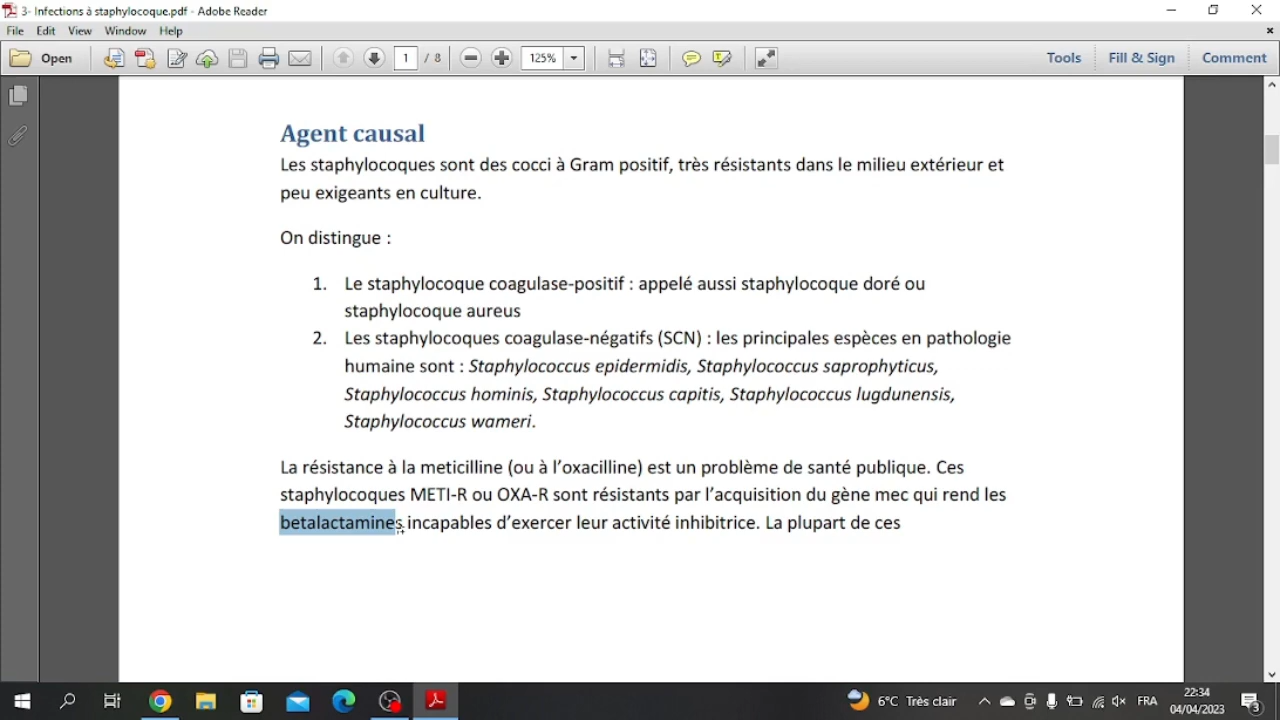 3- Infections à staphylocoque.pdf - Adobe Reader
File Edit View Window Help
Open 1 / 8 125% Tools Fill & Sign Comment
Agent causal
Les staphylocoques sont des cocci à Gram positif, très résistants dans le milieu extérieur et
peu exigeants en culture.
On distingue :
1. Le staphylocoque coagulase-positif : appelé aussi staphylocoque doré ou
staphylocoque aureus
2. Les staphylocoques coagulase-négatifs (SCN) : les principales espèces en pathologie
humaine sont : Staphylococcus epidermidis, Staphylococcus saprophyticus,
Staphylococcus hominis, Staphylococcus capitis, Staphylococcus lugdunensis,
Staphylococcus wameri.
La résistance à la meticilline (ou à l’oxacilline) est un problème de santé publique. Ces
staphylocoques METI-R ou OXA-R sont résistants par l’acquisition du gène mec qui rend les
betalactamines incapables d’exercer leur activité inhibitrice. La plupart de ces
6°C Très clair FRA 22:34
04/04/2023 3